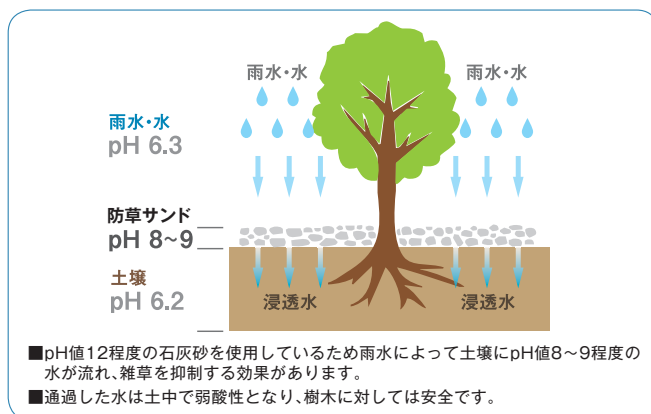 雨水・水
雨水・水
雨水・水
pH 6.3
防草サンド
pH 8~9
土壌
pH 6.2
浸透水
浸透水
■pH値12程度の石灰砂を使用しているため雨水によって土壌にpH値8〜9程度の
水が流れ、雑草を抑制する効果があります。
■通過した水は土中で弱酸性となり、樹木に対しては安全です。